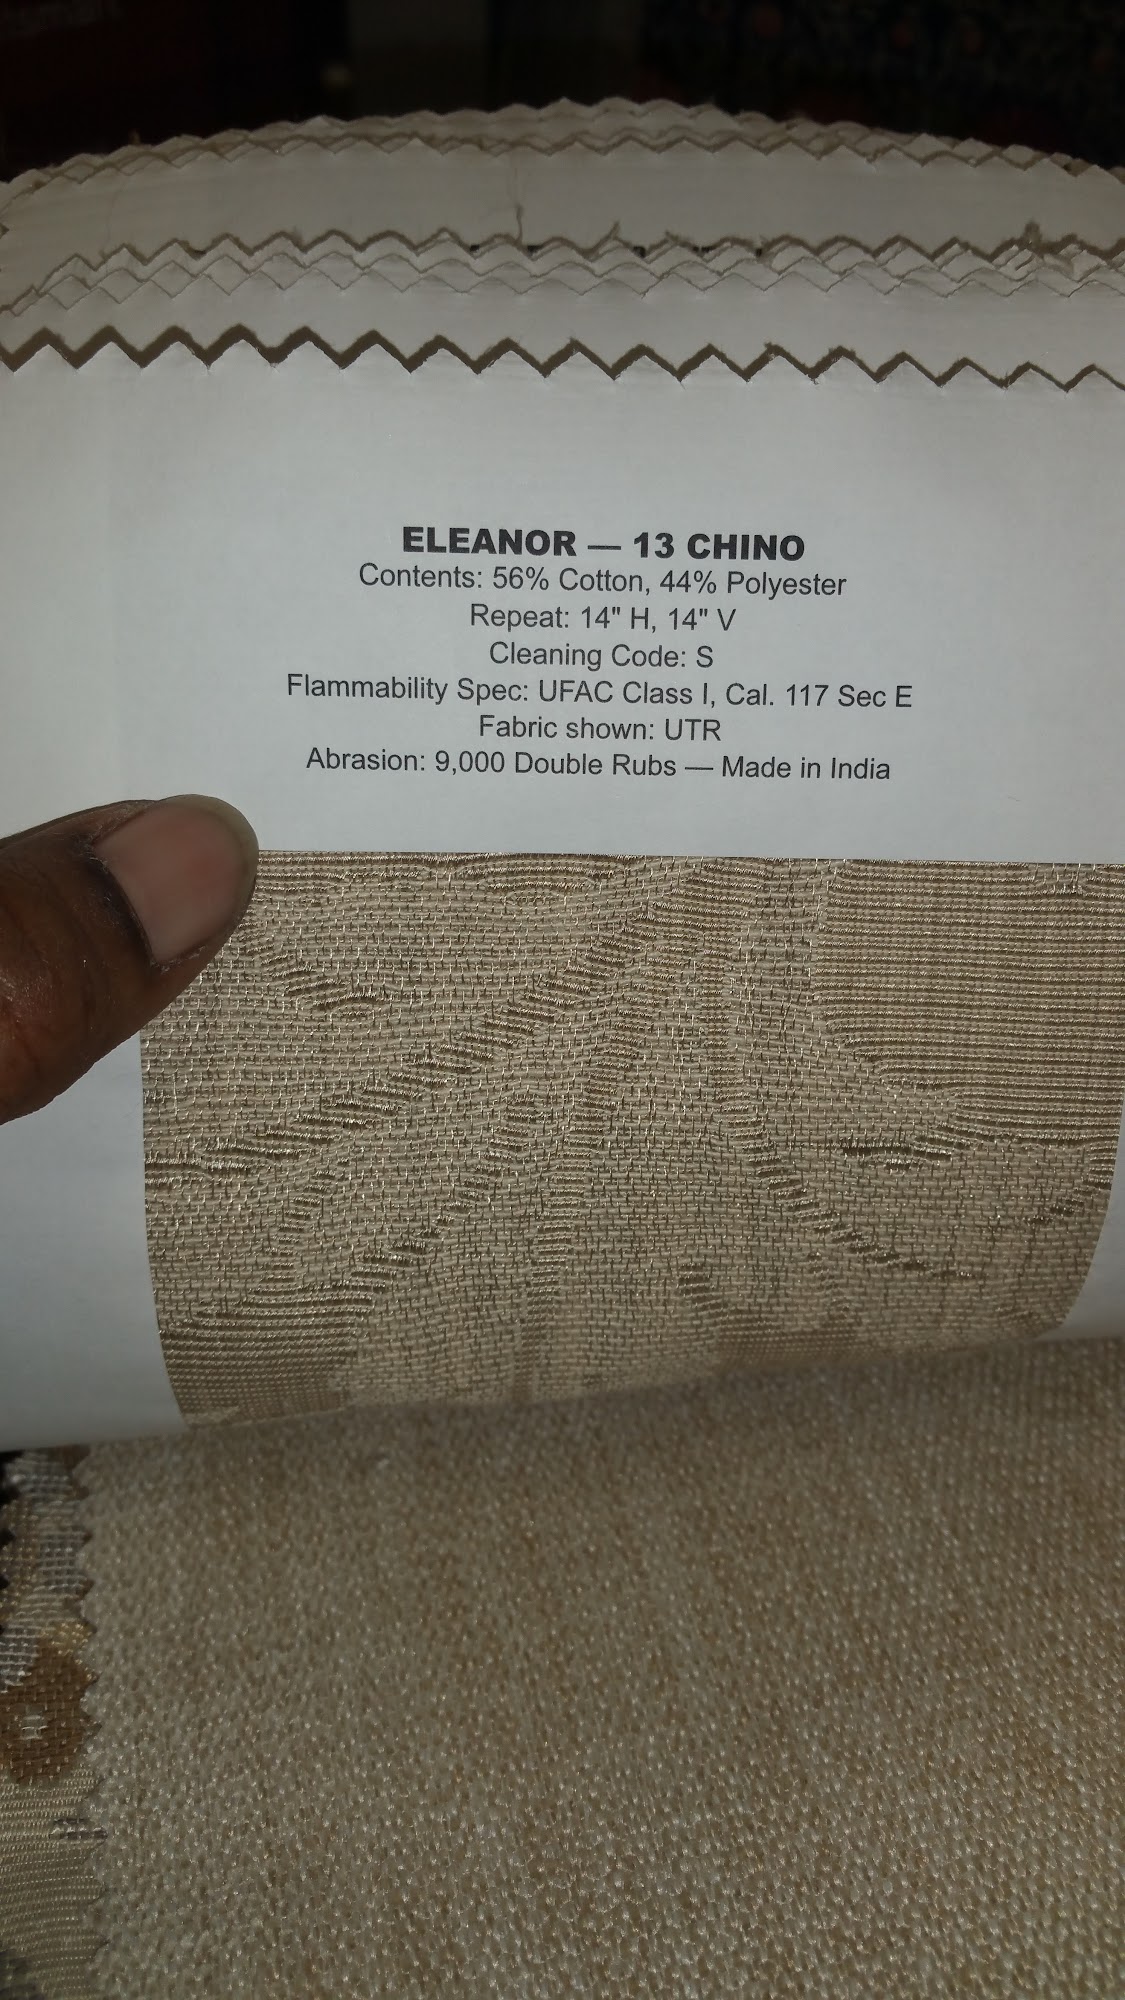 ELEANOR — 13 CHINO
Contents: 56% Cotton, 44% Polyester
Repeat: 14" H, 14" V
Cleaning Code: S
Flammability Spec: UFAC Class I, Cal. 117 Sec E
Fabric shown: UTR
Abrasion: 9,000 Double Rubs — Made in India